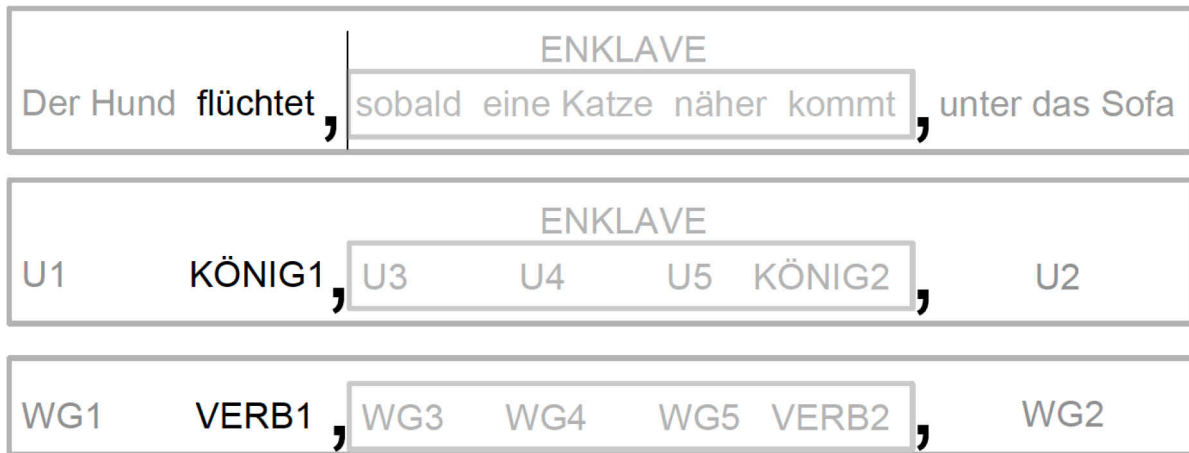 ENKLAVE
Der Hund flüchtet, sobald eine Katze näher kommt, unter das Sofa
ENKLAVE
U1 KÖNIG1, U3 U4 U5 KÖNIG2, U2
WG1 VERB1, WG3 WG4 WG5 VERB2, WG2